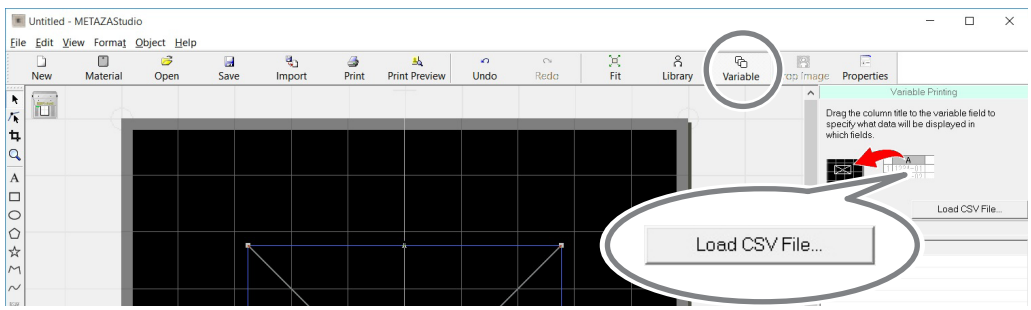 Untitled - METAZAStudio
File Edit View Format Object Help
New Material Open Save Import Print Print Preview Undo Redo Fit Library Variable rop Image Properties
Variable Printing
Drag the column title to the variable field to
specify what data will be displayed in
which fields.
A
Load CSV File...
Load CSV File...
A